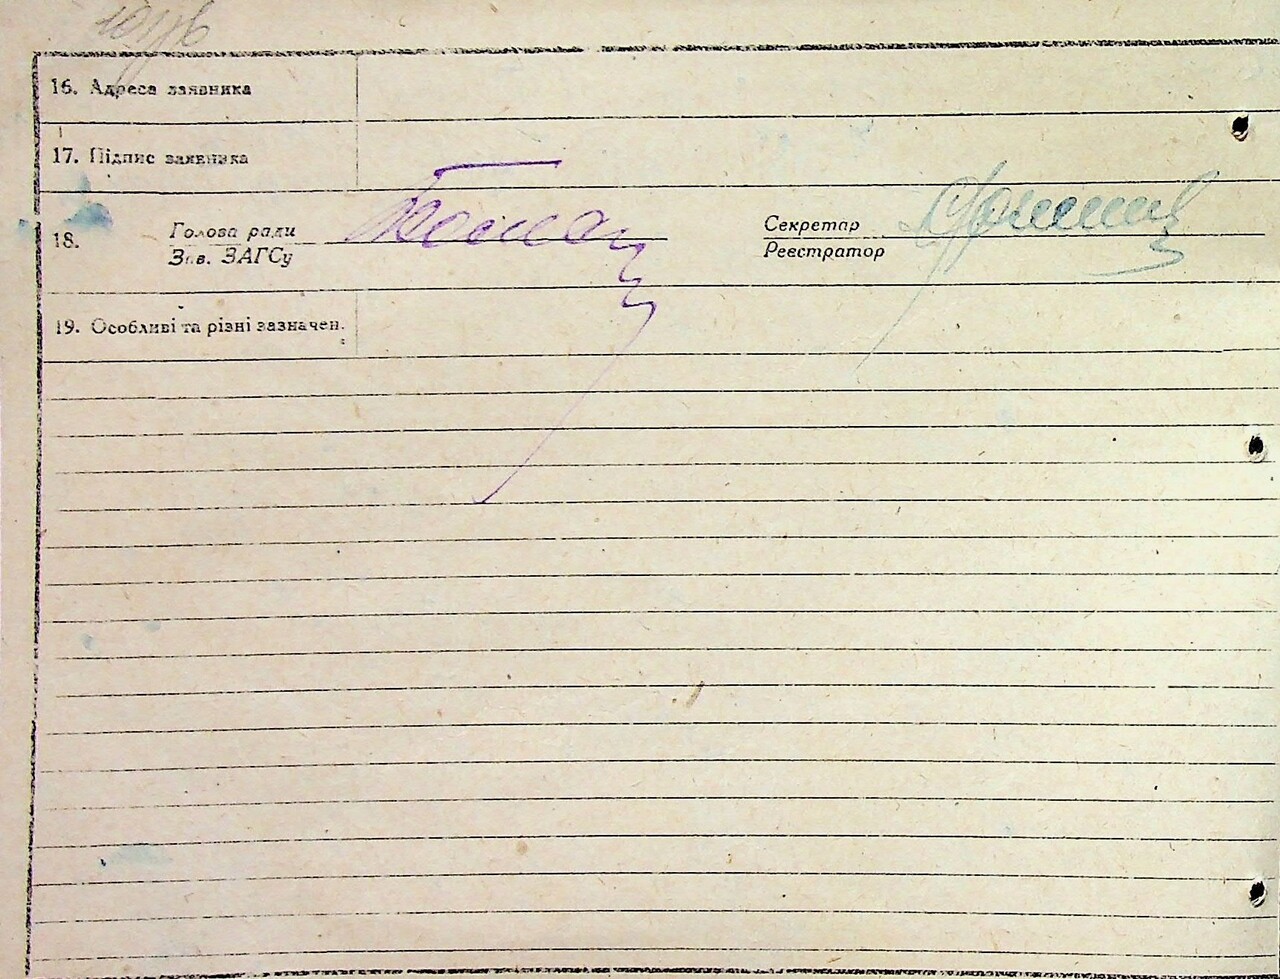 16. Адреса заявника
17. Підпис заявника
18. Голова ради Секретар
Зав. ЗАГСу Реєстратор
19. Особливі та різні зазначен.